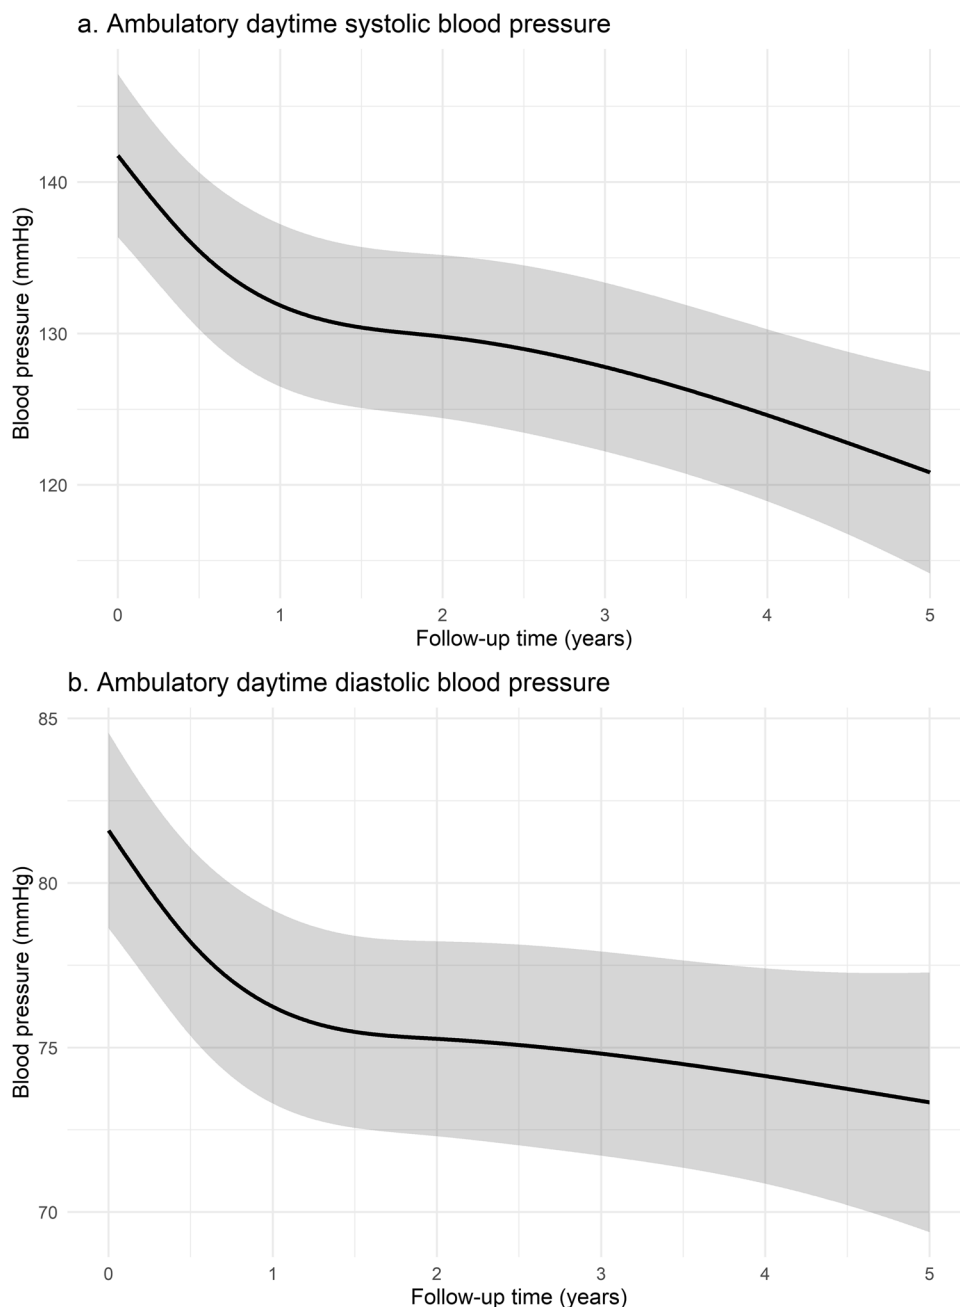 a. Ambulatory daytime systolic blood pressure
Blood pressure (mmHg)
140
130
120
0 1 2 3 4 5
Follow-up time (years)
b. Ambulatory daytime diastolic blood pressure
Blood pressure (mmHg)
85
80
75
70
0 1 2 3 4 5
Follow-up time (years)